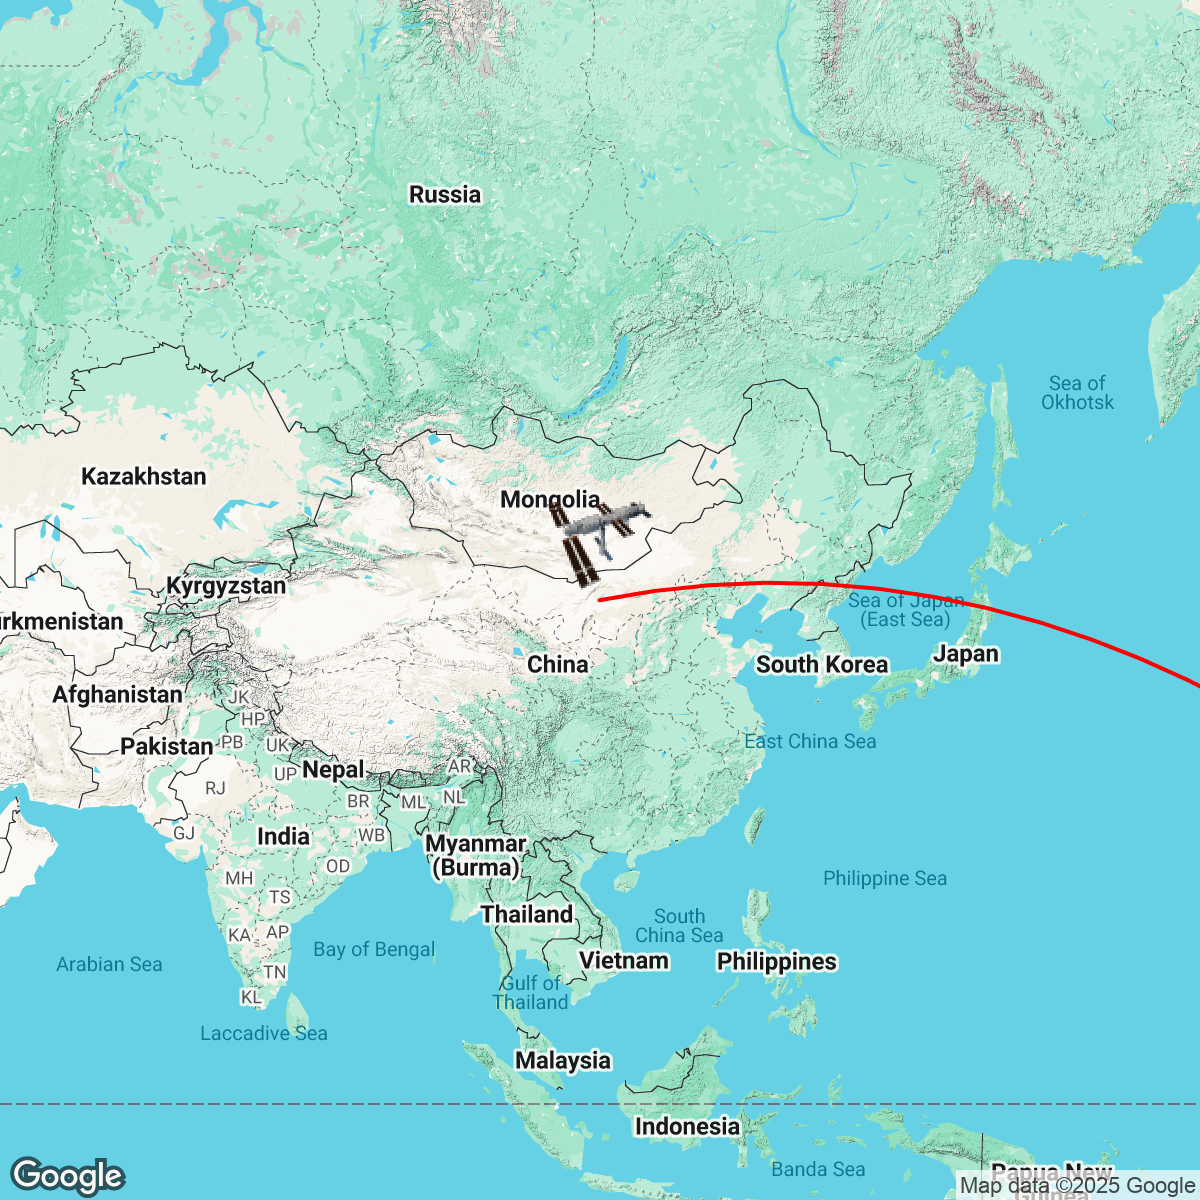 Russia
Sea of
Okhotsk
Kazakhstan
Mongolia
Kyrgyzstan
Sea of Japan
(East Sea)
urkmenistan
Japan
China
South Korea
Afghanistan
JK
HP
Pakistan
PB
UK
East China Sea
Nepal
UP
AR
RJ
BR
ML
NL
GJ
India
WB
Myanmar
(Burma)
OD
MH
Philippine Sea
TS
Thailand
South
China Sea
KA
AP
Bay of Bengal
Vietnam
Philippines
Arabian Sea
TN
Gulf of
Thailand
KL
Laccadive Sea
Malaysia
Indonesia
Banda Sea
Papua New
Guinea
Google
Map data ©2025 Google